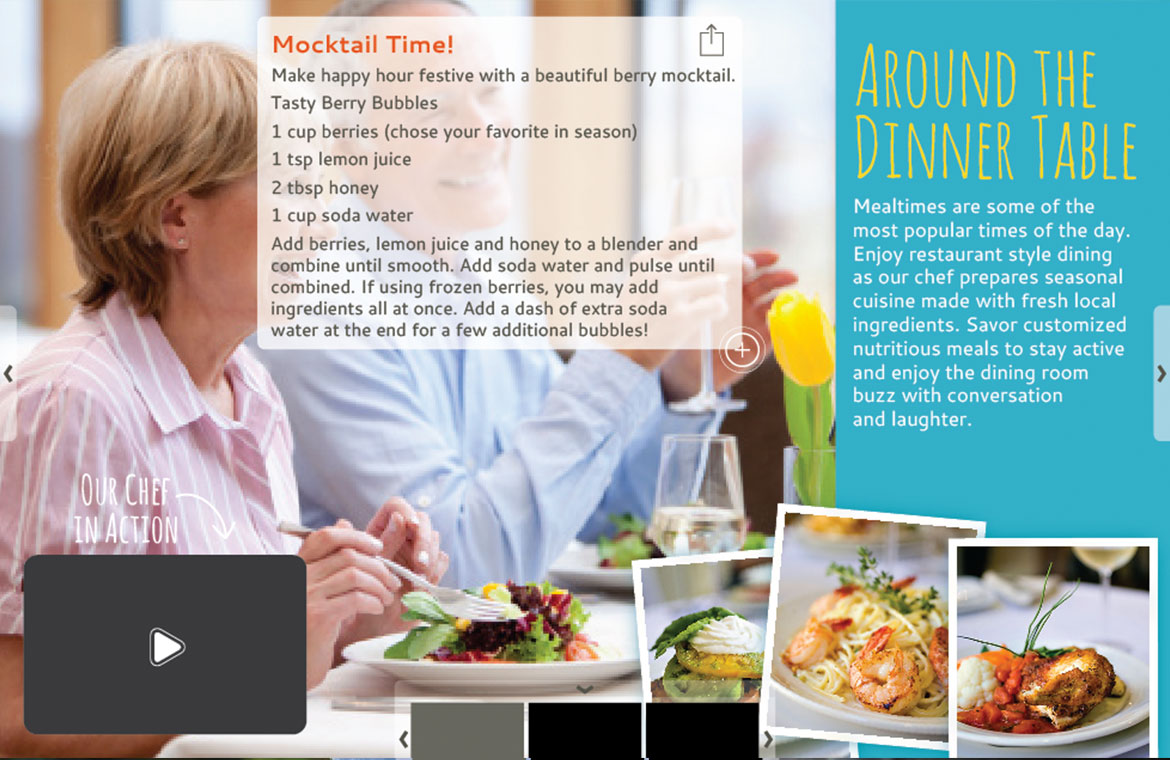 Mocktail Time!
Make happy hour festive with a beautiful berry mocktail.
Tasty Berry Bubbles
1 cup berries (chose your favorite in season)
1 tsp lemon juice
2 tbsp honey
1 cup soda water
Add berries, lemon juice and honey to a blender and
combine until smooth. Add soda water and pulse until
combined. If using frozen berries, you may add
ingredients all at once. Add a dash of extra soda
water at the end for a few additional bubbles!
Around the
Dinner Table
Mealtimes are some of the
most popular times of the day.
Enjoy restaurant style dining
as our chef prepares seasonal
cuisine made with fresh local
ingredients. Savor customized
nutritious meals to stay active
and enjoy the dining room
buzz with conversation
and laughter.
Our Chef
in Action